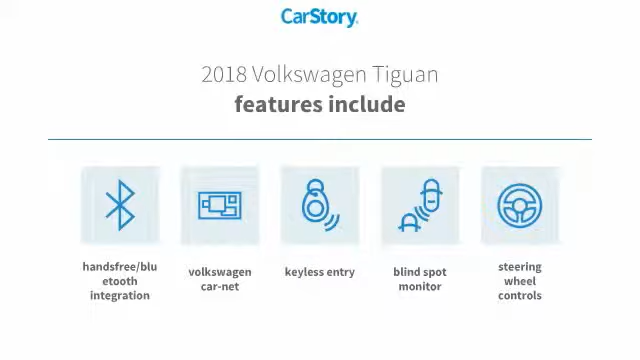 CarStory.
2018 Volkswagen Tiguan
features include
handsfree/blu
etooth
integration
volkswagen
car-net
keyless entry
blind spot
monitor
steering
wheel
controls